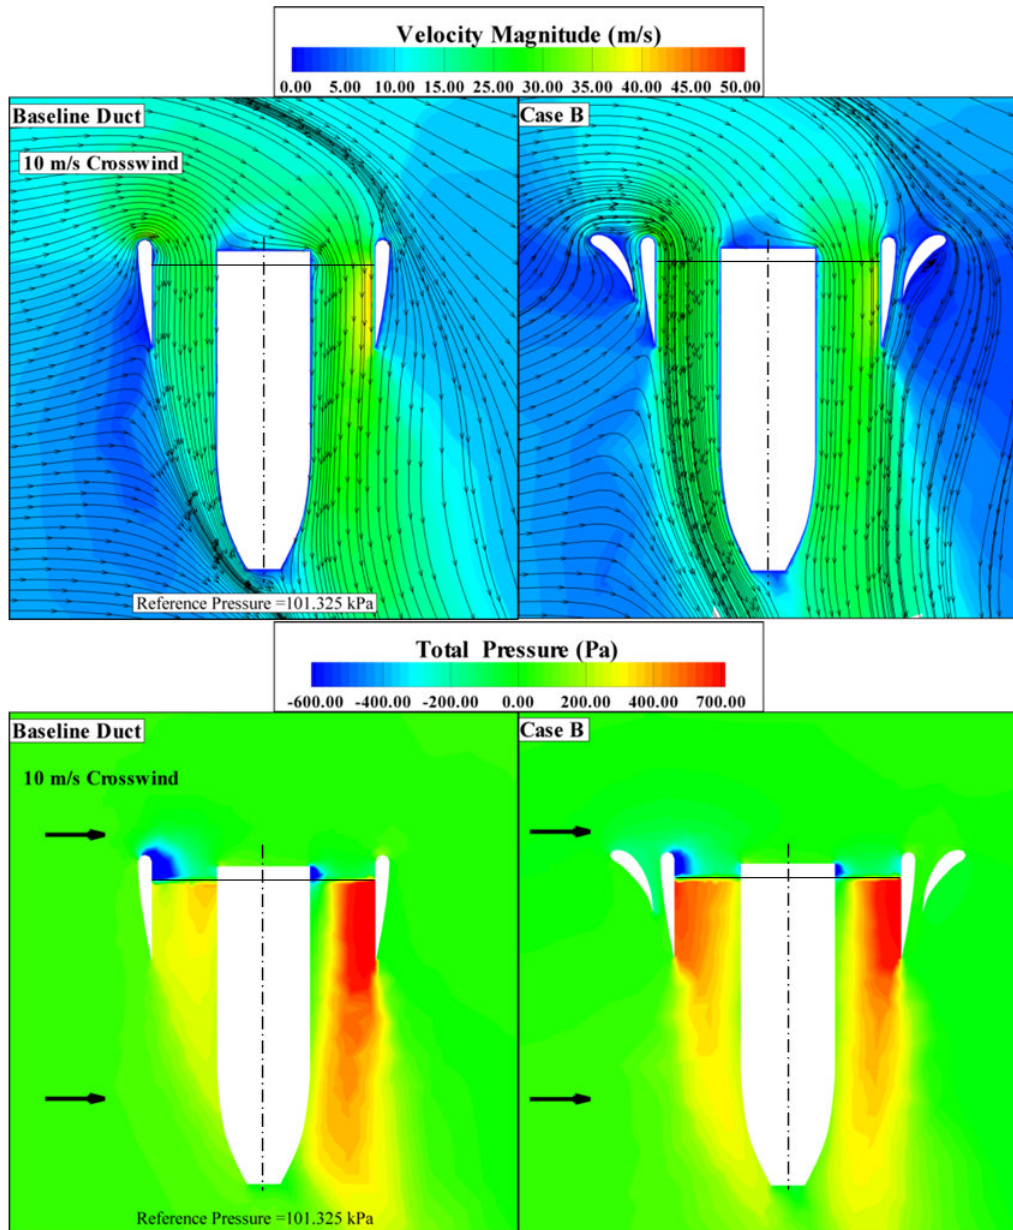 Velocity Magnitude (m/s)
0.00 5.00 10.00 15.00 25.00 30.00 35.00 40.00 45.00 50.00
Baseline Duct
Case B
10 m/s Crosswind
Reference Pressure =101.325 kPa
Total Pressure (Pa)
-600.00 -400.00 -200.00 0.00 200.00 400.00 700.00
Baseline Duct
Case B
10 m/s Crosswind
Reference Pressure =101.325 kPa